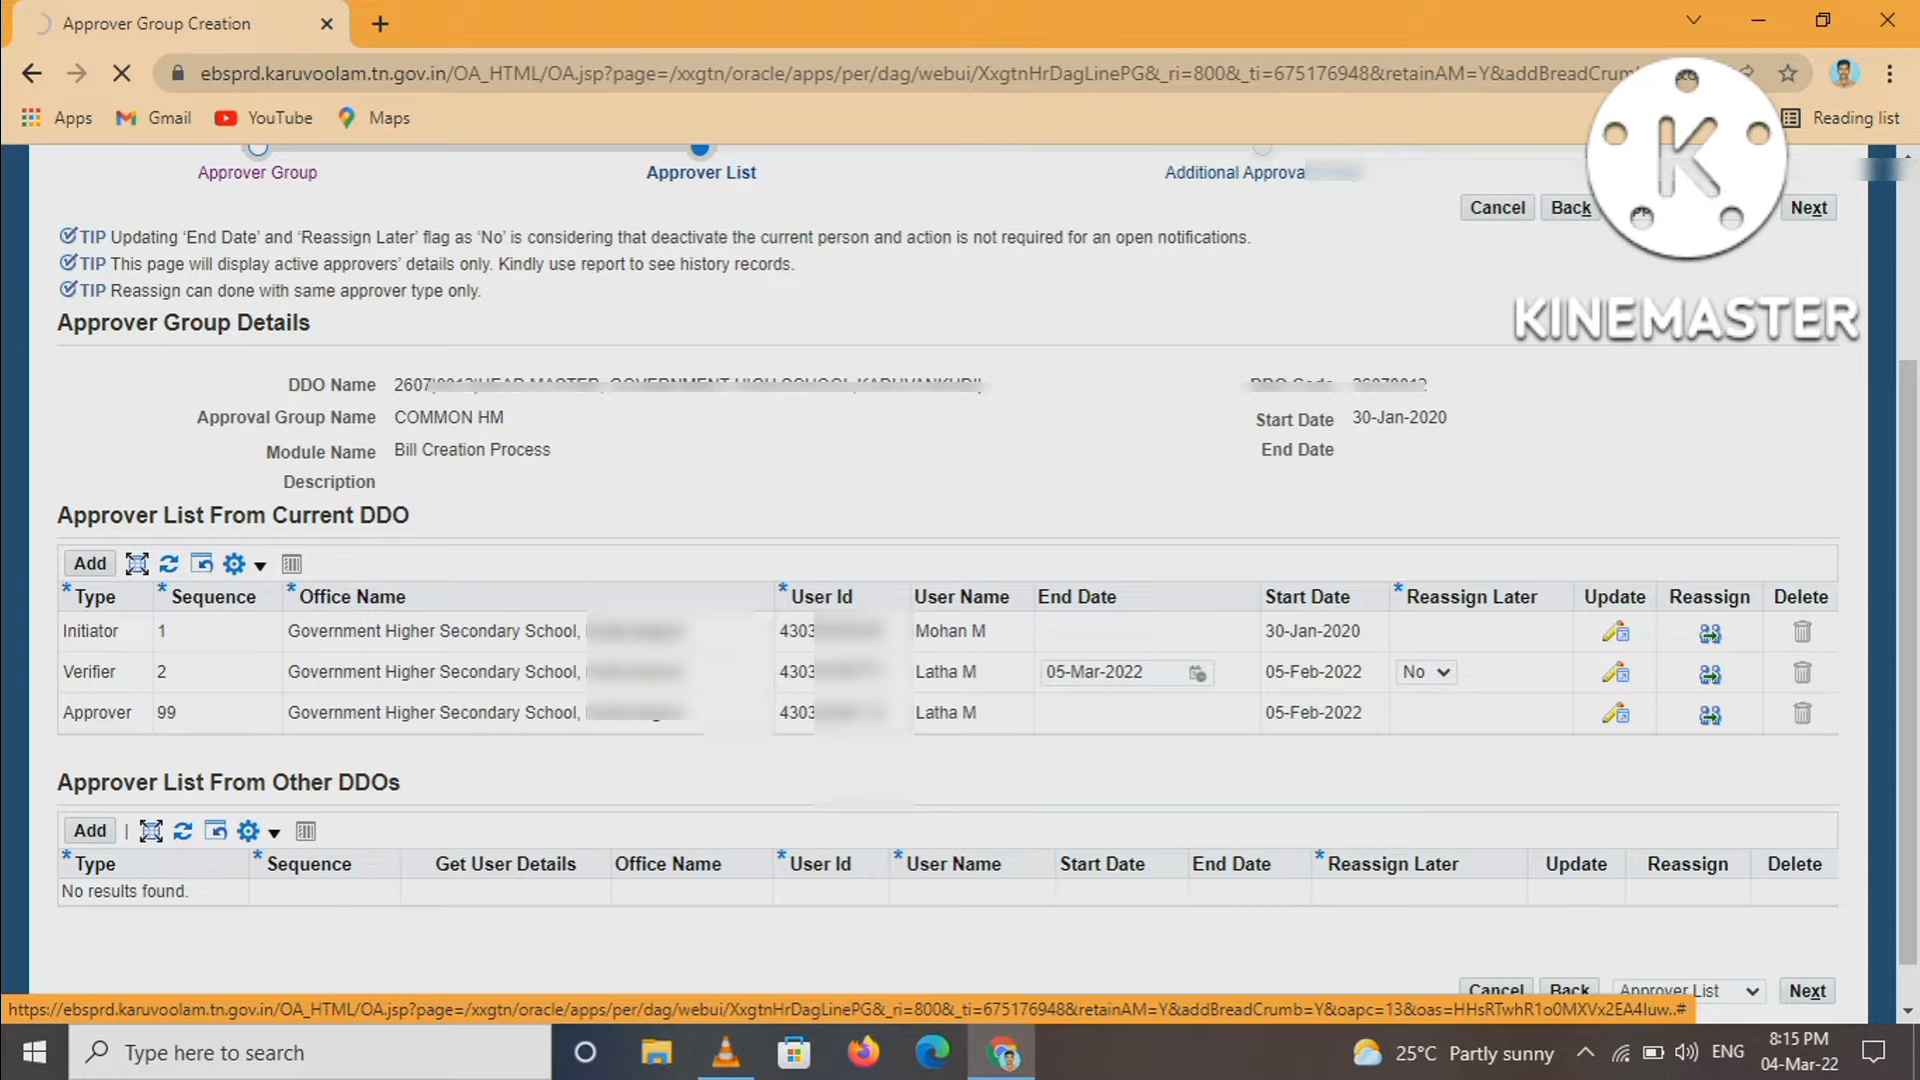 Approver Group Creation
ebsprd.karuvoolam.tn.gov.in/OA_HTML/OA.jsp?page=/xxgtn/oracle/apps/per/dag/webui/XxgtnHrDagLinePG&_ri=800&_ti=675176948&retainAM=Y&addBreadCrumb
Apps Gmail YouTube Maps Reading list
Approver Group Approver List Additional Approva
Cancel Back Next
K
KINEMASTER
TIP Updating ‘End Date’ and ‘Reassign Later’ flag as ‘No’ is considering that deactivate the current person and action is not required for an open notifications.
TIP This page will display active approvers’ details only. Kindly use report to see history records.
TIP Reassign can done with same approver type only.
Approver Group Details
DDO Name 2607
Approval Group Name COMMON HM Start Date 30-Jan-2020
Module Name Bill Creation Process End Date
Description
Approver List From Current DDO
Add
* Type * Sequence * Office Name * User Id User Name End Date Start Date * Reassign Later Update Reassign Delete
Initiator 1 Government Higher Secondary School, 4303 Mohan M 30-Jan-2020
Verifier 2 Government Higher Secondary School, 4303 Latha M 05-Mar-2022 05-Feb-2022 No
Approver 99 Government Higher Secondary School, 4303 Latha M 05-Feb-2022
Approver List From Other DDOs
Add |
* Type * Sequence Get User Details Office Name * User Id * User Name Start Date End Date * Reassign Later Update Reassign Delete
No results found.
Cancel Back Approver List Next
https://ebsprd.karuvoolam.tn.gov.in/OA_HTML/OA.jsp?page=/xxgtn/oracle/apps/per/dag/webui/XxgtnHrDagLinePG&_ri=800&_ti=675176948&retainAM=Y&addBreadCrumb=Y&oapc=13&oas=HHsRTwhR1o0MXVx2EA4Iuw..#
Type here to search
25°C Partly sunny ENG 8:15 PM
04-Mar-22